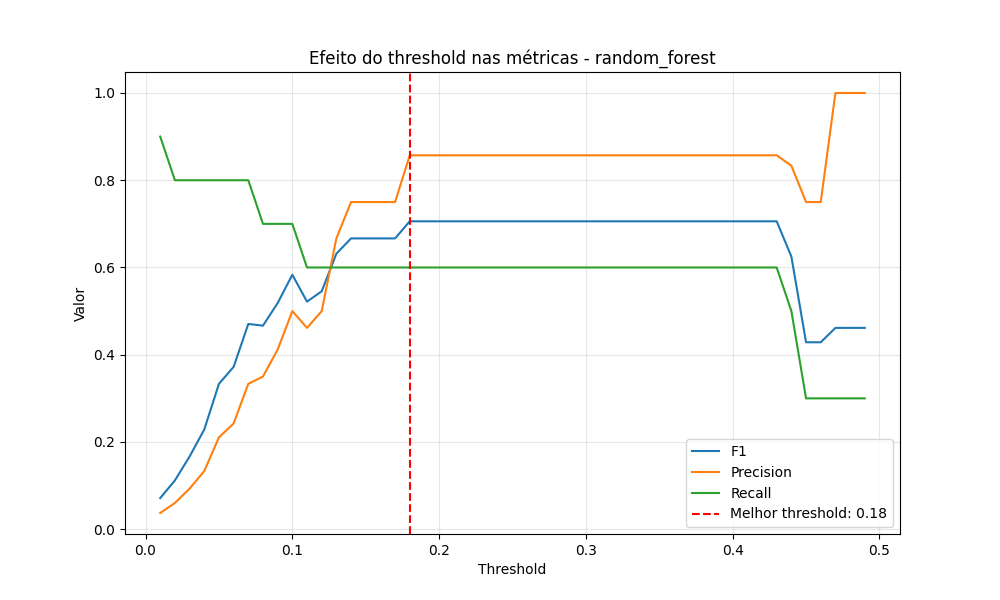 Efeito do threshold nas métricas - random_forest
Valor
1.0
0.8
0.6
0.4
0.2
0.0
0.0
0.1
0.2
0.3
0.4
0.5
Threshold
F1
Precision
Recall
Melhor threshold: 0.18